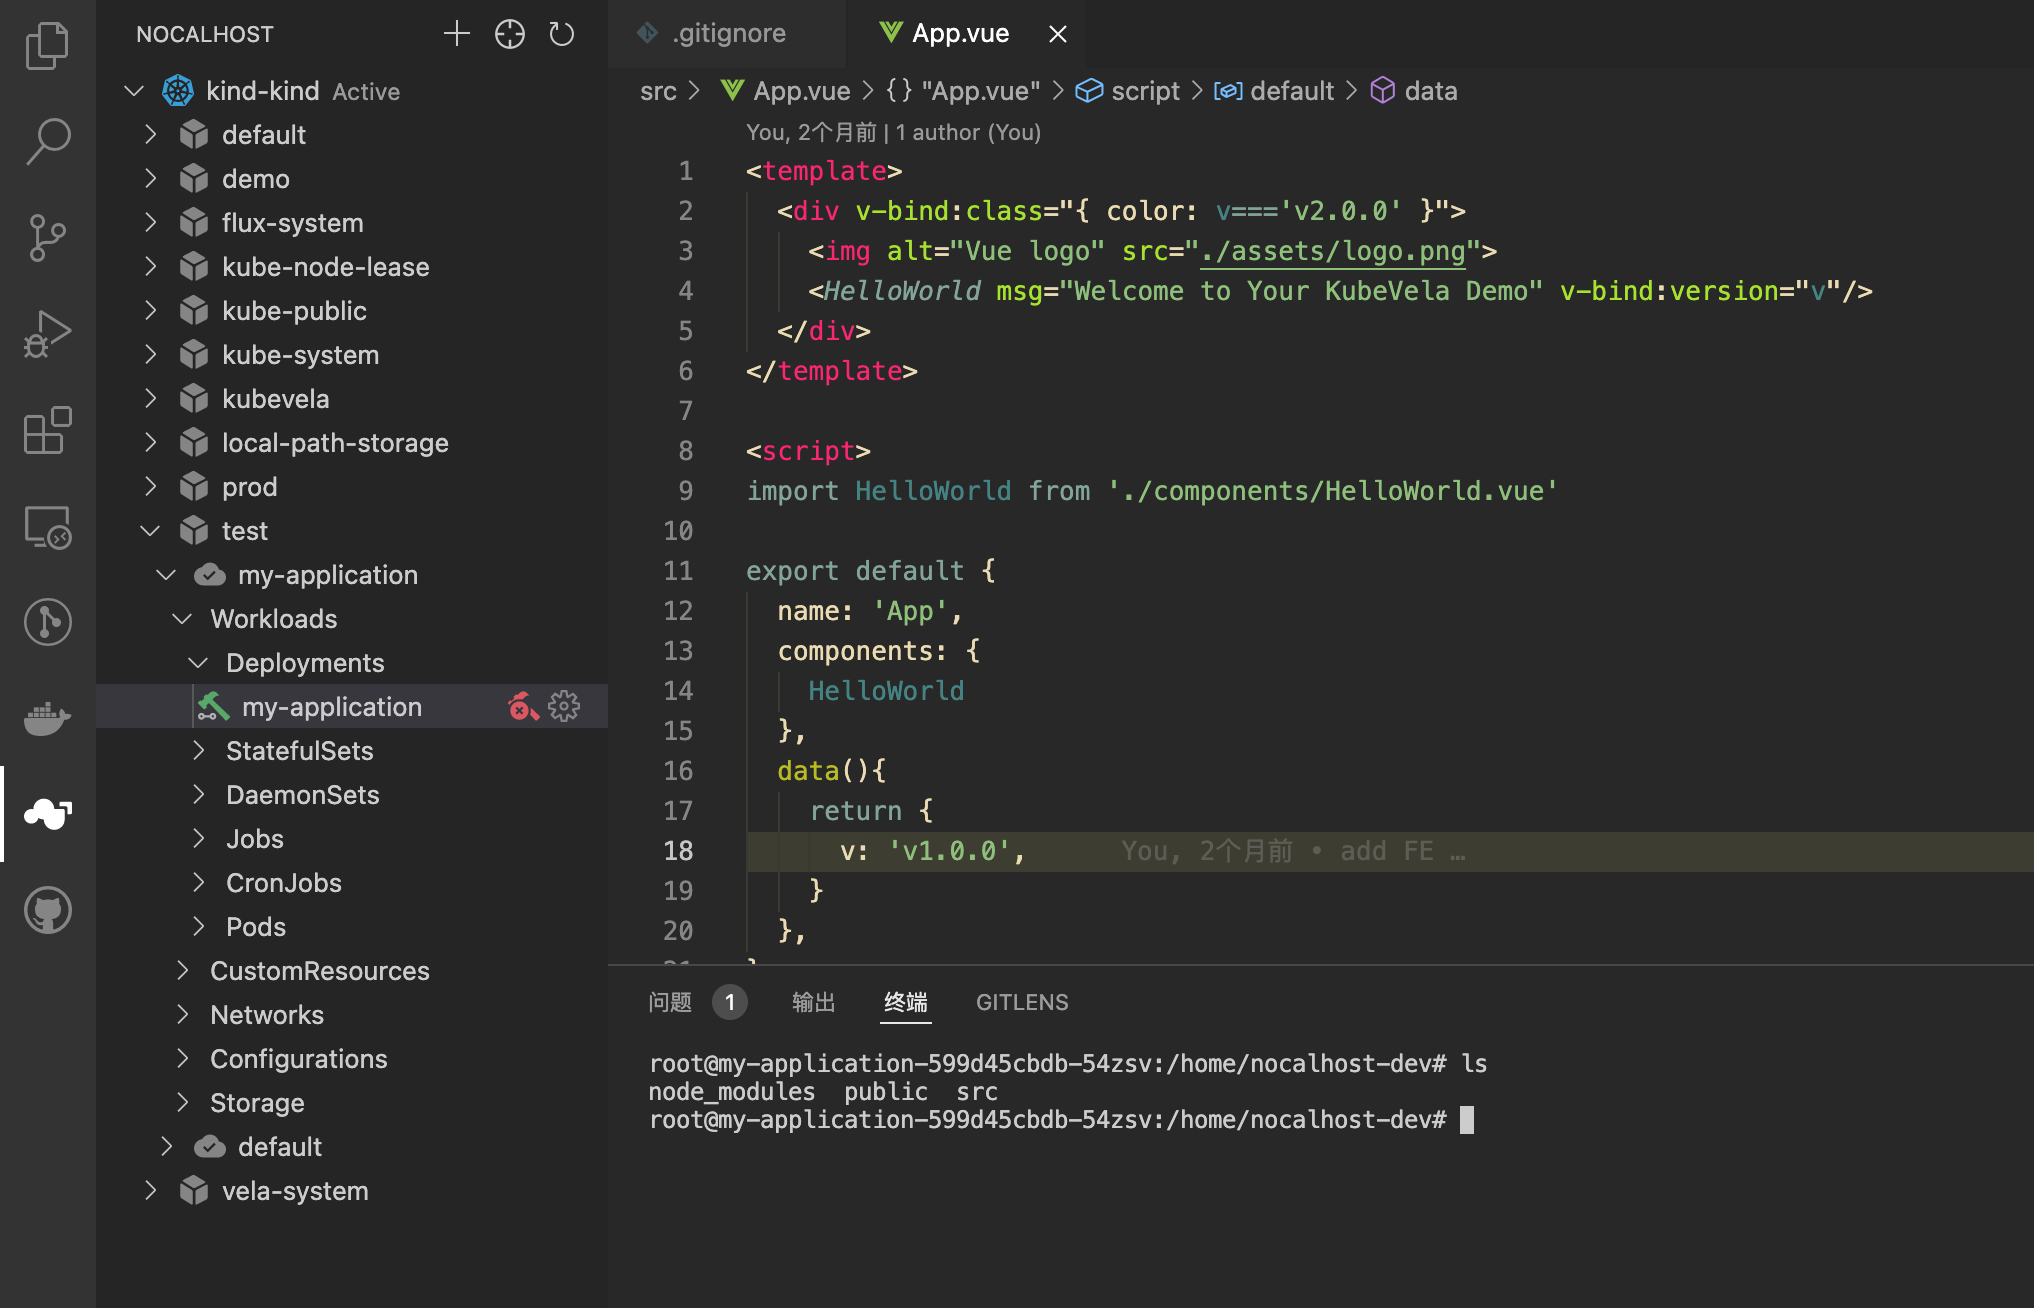 NOCALHOST
kind-kind Active
default
demo
flux-system
kube-node-lease
kube-public
kube-system
kubevela
local-path-storage
prod
test
my-application
Workloads
Deployments
my-application
StatefulSets
DaemonSets
Jobs
CronJobs
Pods
CustomResources
Networks
Configurations
Storage
default
vela-system
.gitignore App.vue
src > App.vue > {} "App.vue" > script > default > data
You, 2个月前 | 1 author (You)
1 <template>
2 <div v-bind:class="{ color: v==='v2.0.0' }">
3 <img alt="Vue logo" src="./assets/logo.png">
4 <HelloWorld msg="Welcome to Your KubeVela Demo" v-bind:version="v"/>
5 </div>
6 </template>
7
8 <script>
9 import HelloWorld from './components/HelloWorld.vue'
10
11 export default {
12 name: 'App',
13 components: {
14 HelloWorld
15 },
16 data(){
17 return {
18 v: 'v1.0.0', You, 2个月前 • add FE …
19 }
20 },
问题 1 输出 终端 GITLENS
root@my-application-599d45cbdb-54zsv:/home/nocalhost-dev# ls
node_modules public src
root@my-application-599d45cbdb-54zsv:/home/nocalhost-dev#